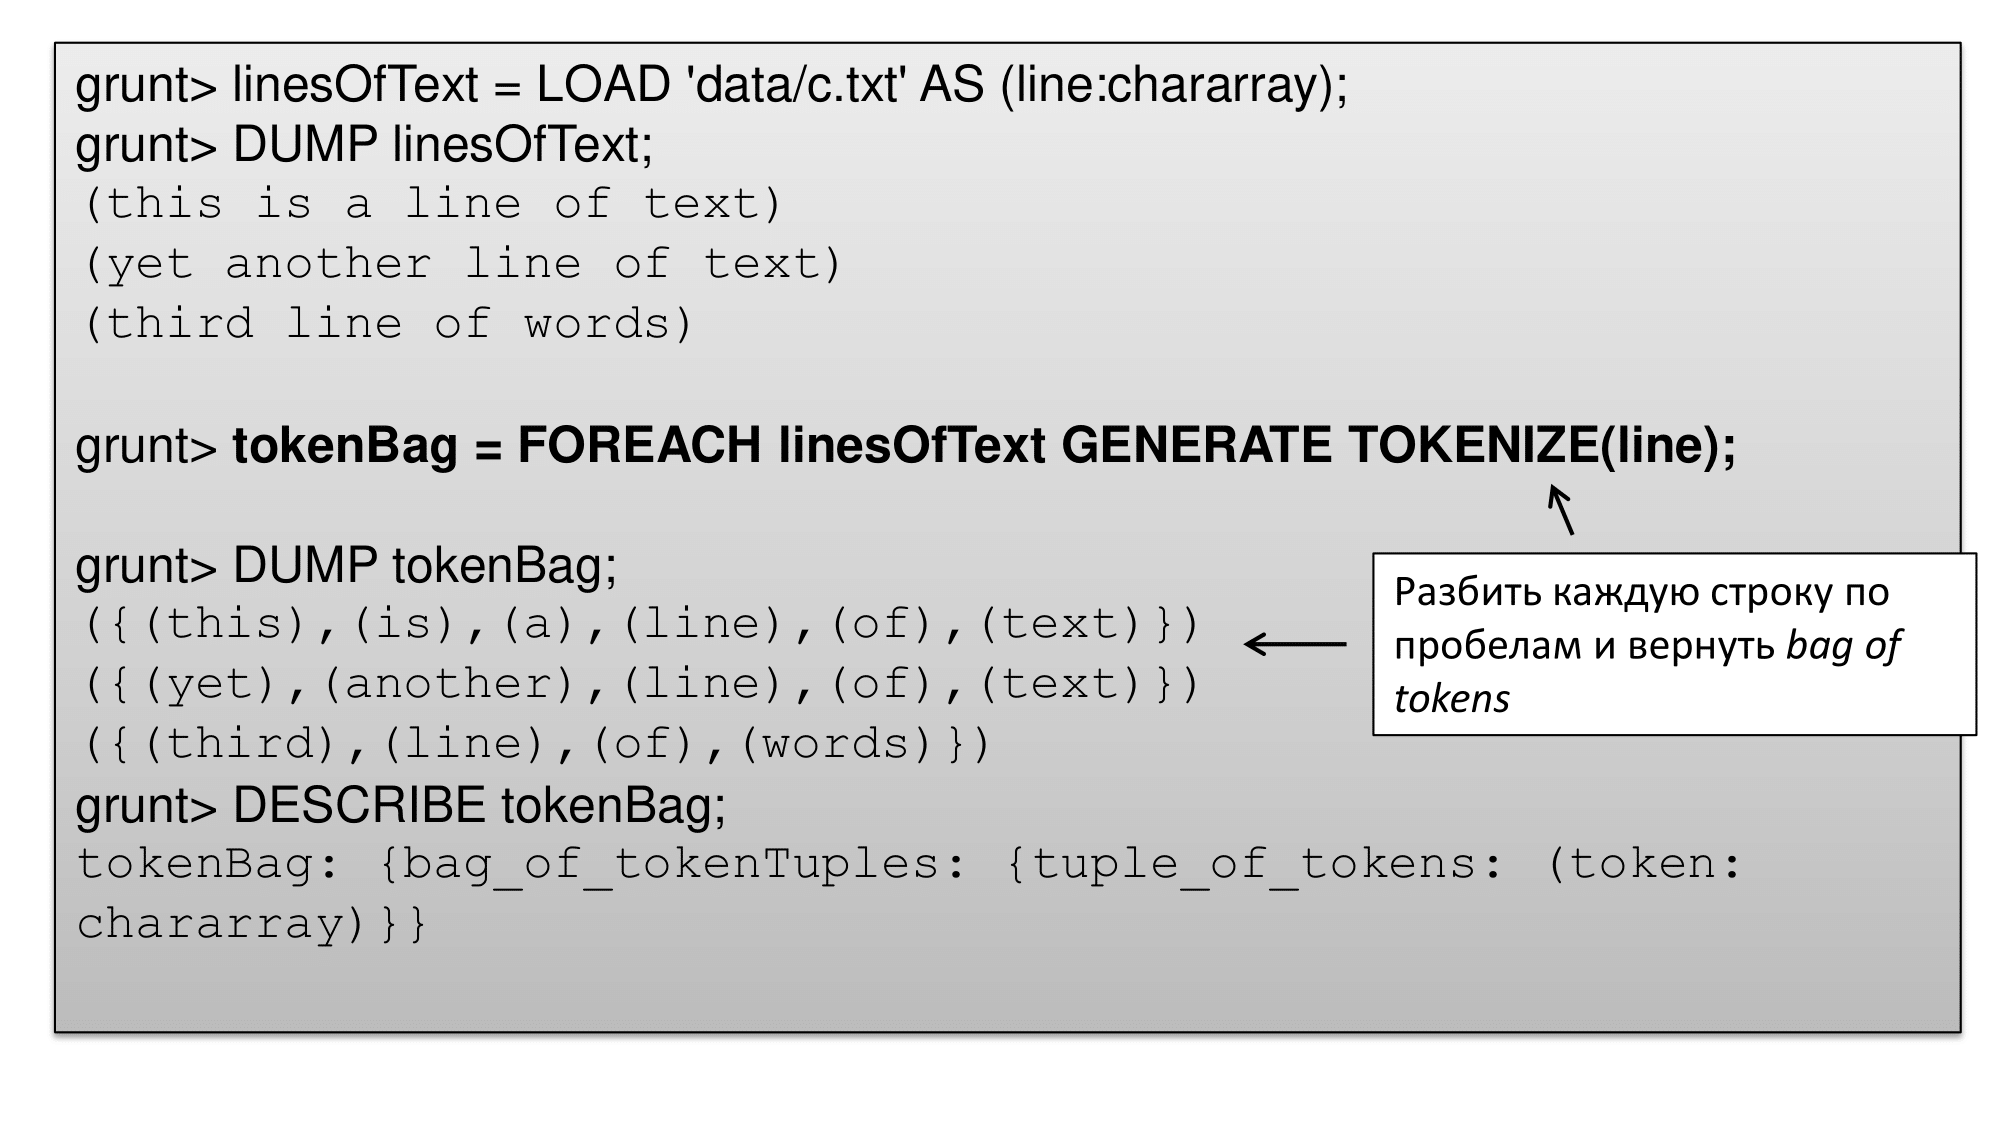 grunt> linesOfText = LOAD 'data/c.txt' AS (line:chararray);
grunt> DUMP linesOfText;
(this is a line of text)
(yet another line of text)
(third line of words)
grunt> tokenBag = FOREACH linesOfText GENERATE TOKENIZE(line);
grunt> DUMP tokenBag;
({(this),(is),(a),(line),(of),(text)})
({(yet),(another),(line),(of),(text)})
({(third),(line),(of),(words)})
Разбить каждую строку по
пробелам и вернуть bag of
tokens
grunt> DESCRIBE tokenBag;
tokenBag: {bag_of_tokenTuples: {tuple_of_tokens: (token:
chararray)}}